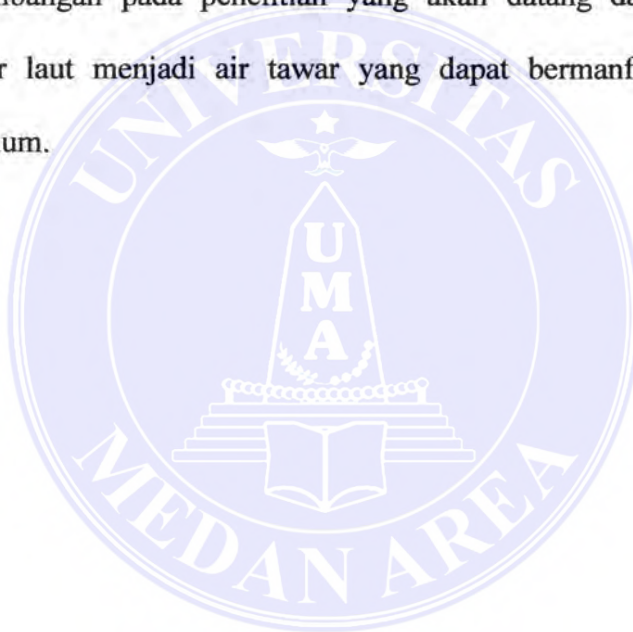 pada penelitian yang akan datang
laut menjadi air tawar yang dapat
UNIVERSITAS
UMA
MEDAN AREA